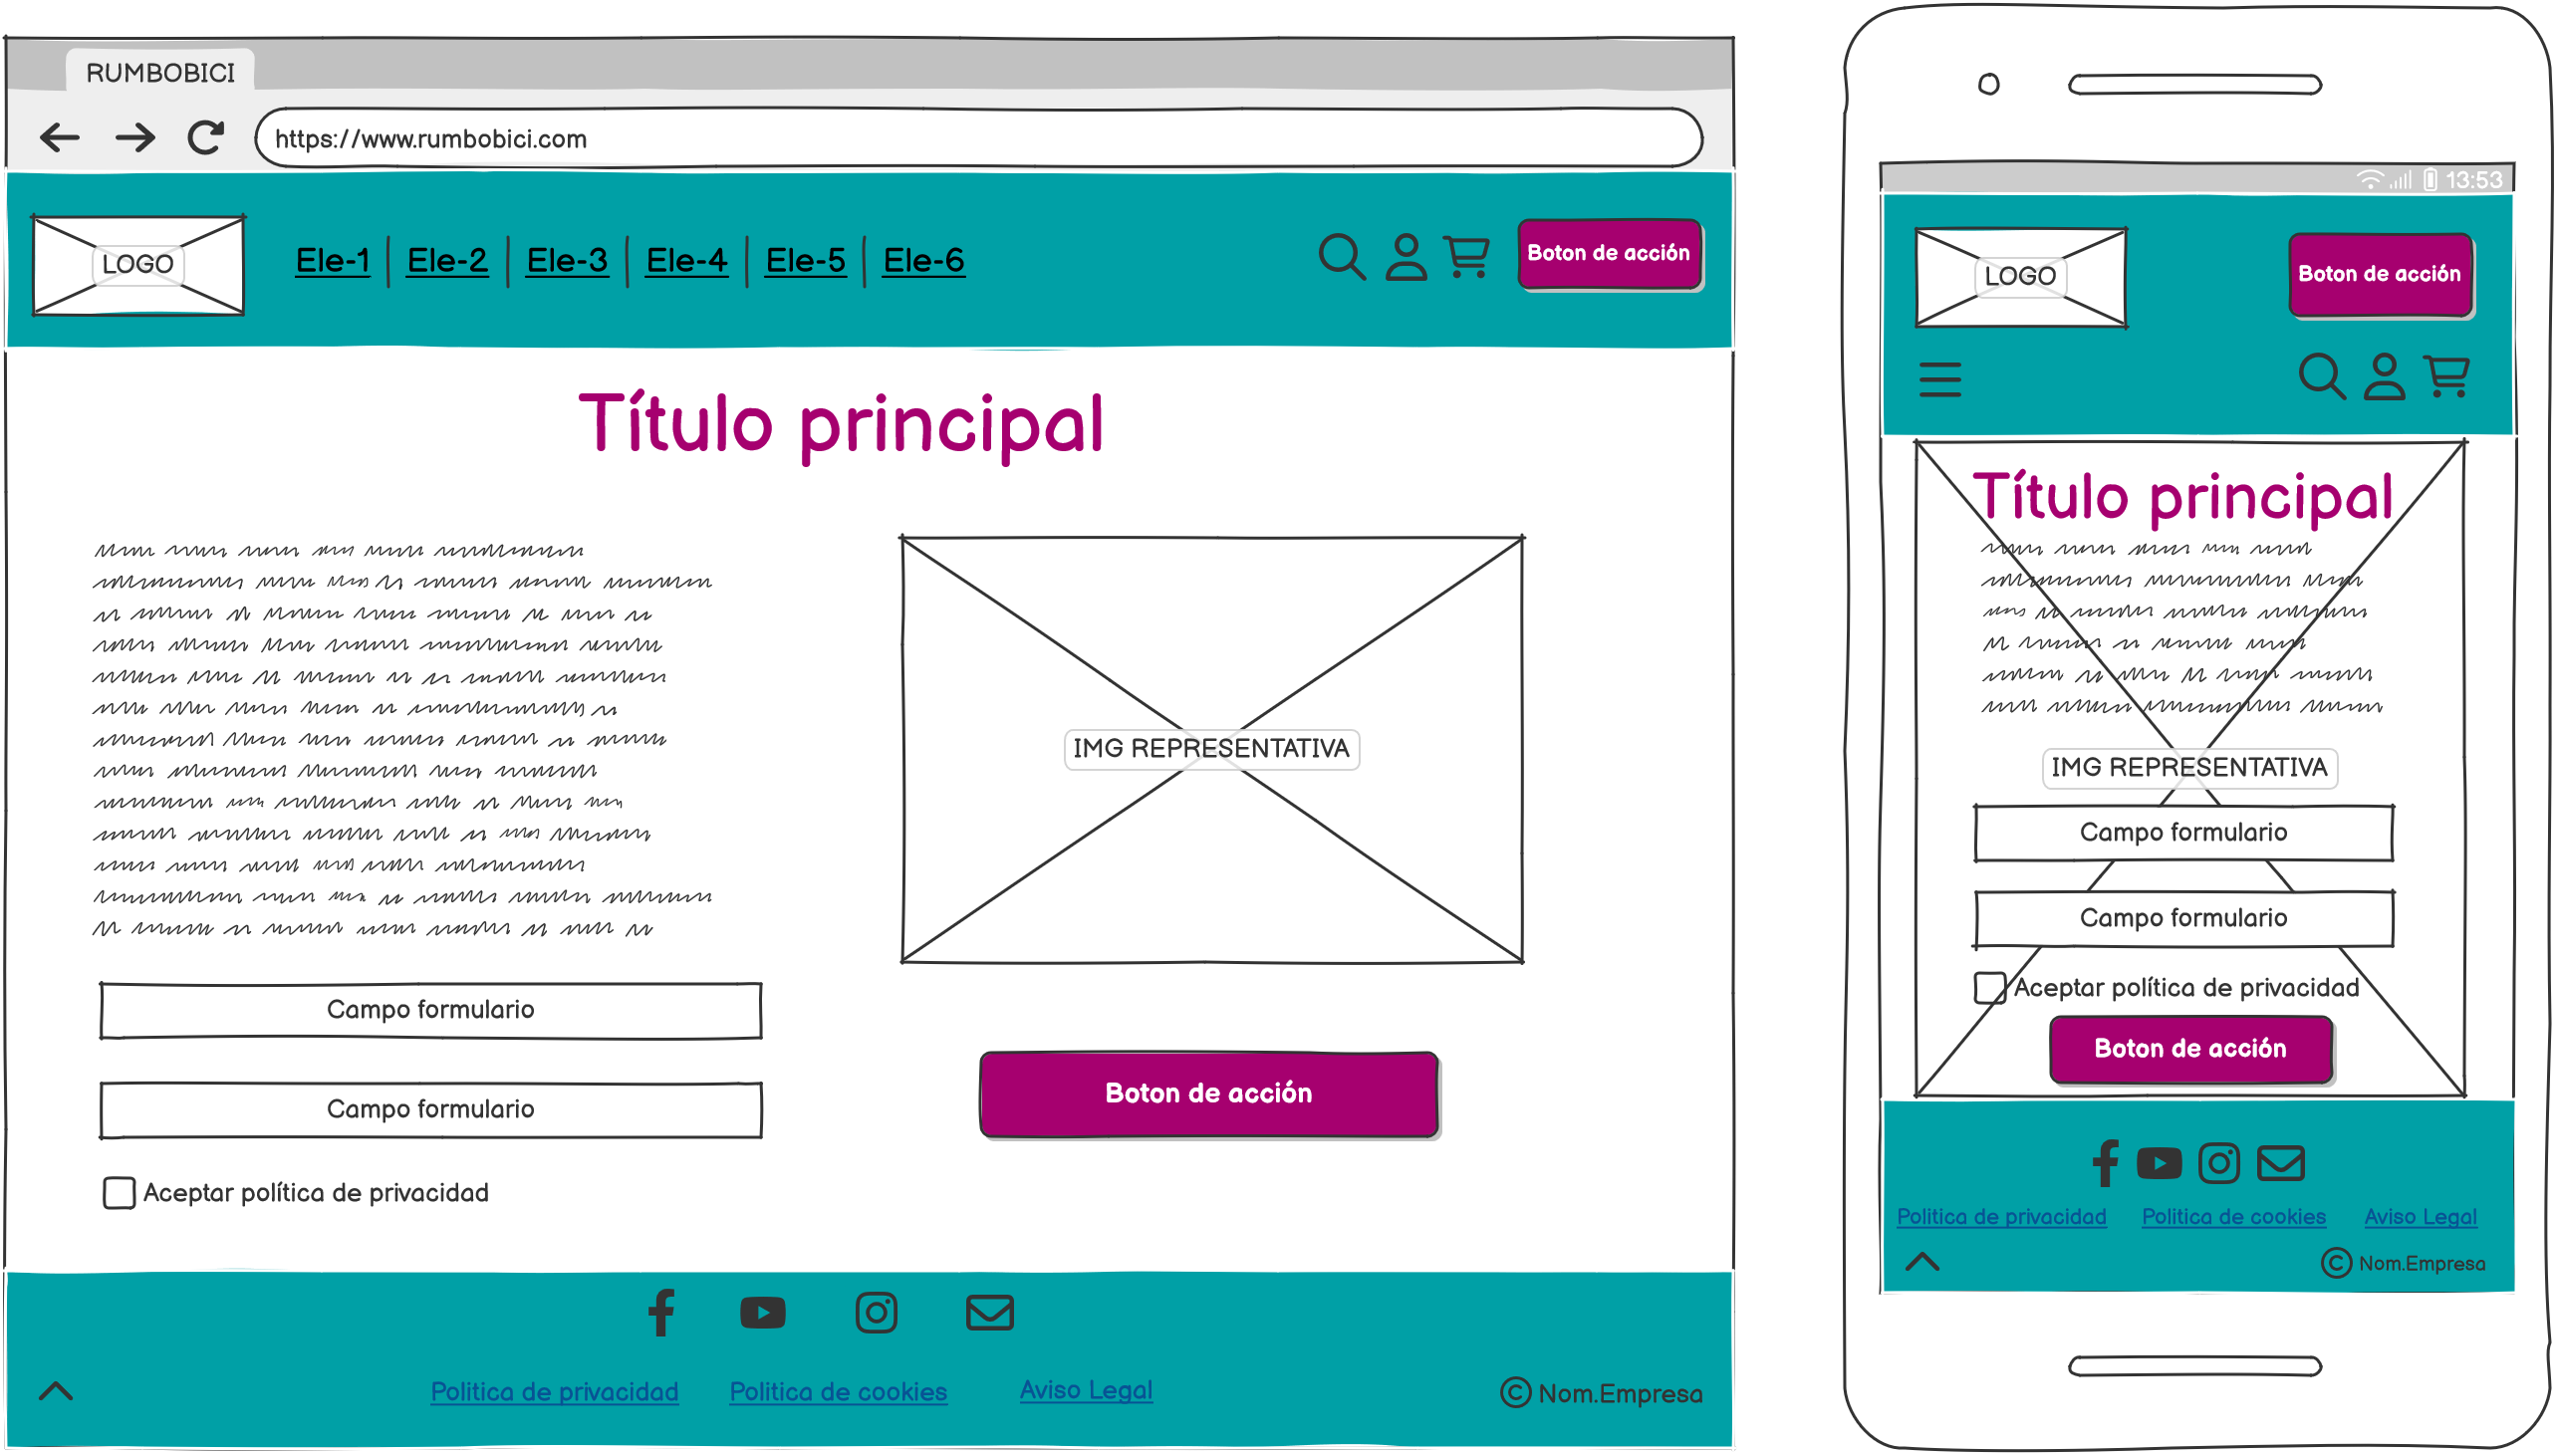 RUMBOBICI
https://www.rumbobici.com
LOGO
Ele-1 Ele-2 Ele-3 Ele-4 Ele-5 Ele-6
Boton de acción
Título principal
IMG REPRESENTATIVA
Campo formulario
Campo formulario
Aceptar política de privacidad
Boton de acción
Politica de privacidad Politica de cookies Aviso Legal
© Nom.Empresa
13:53
LOGO
Boton de acción
Título principal
IMG REPRESENTATIVA
Campo formulario
Campo formulario
Aceptar política de privacidad
Boton de acción
Politica de privacidad Politica de cookies Aviso Legal
© Nom.Empresa